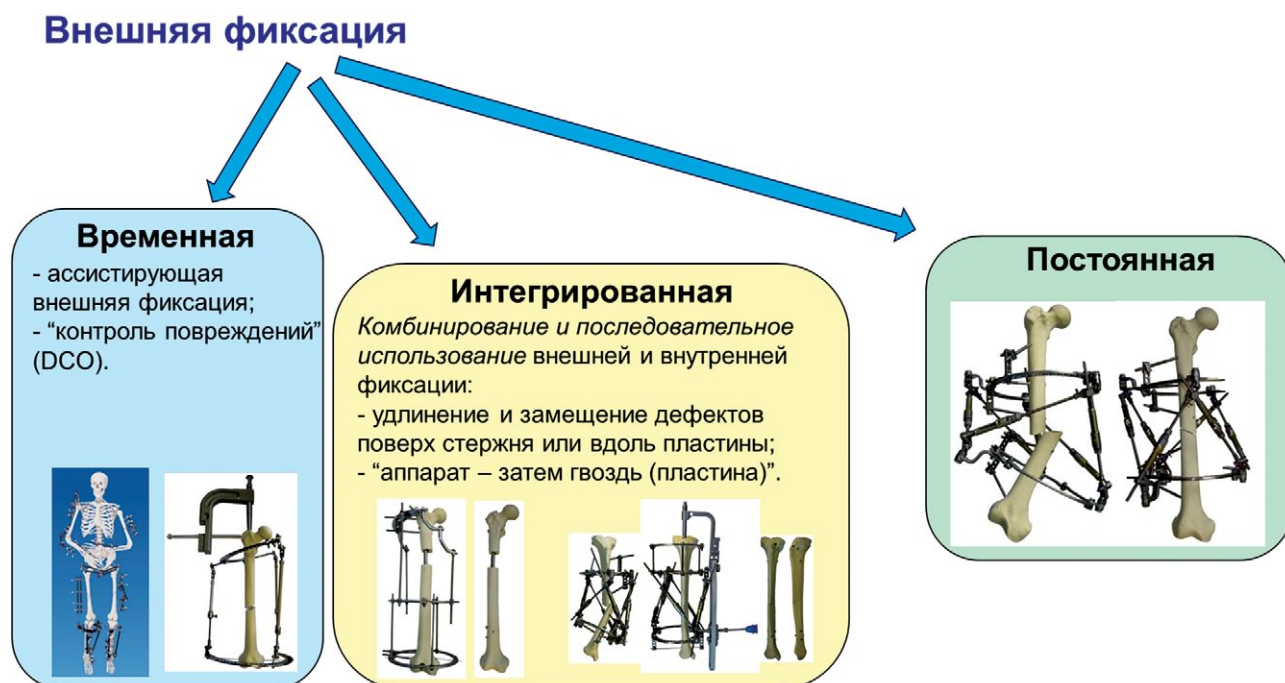 Внешняя фиксация
Временная
- ассистирующая
внешняя фиксация;
- “контроль повреждений”
(DCO).
Интегрированная
Комбинирование и последовательное
использование внешней и внутренней
фиксации:
- удлинение и замещение дефектов
поверх стержня или вдоль пластины;
- “аппарат – затем гвоздь (пластина)”.
Постоянная